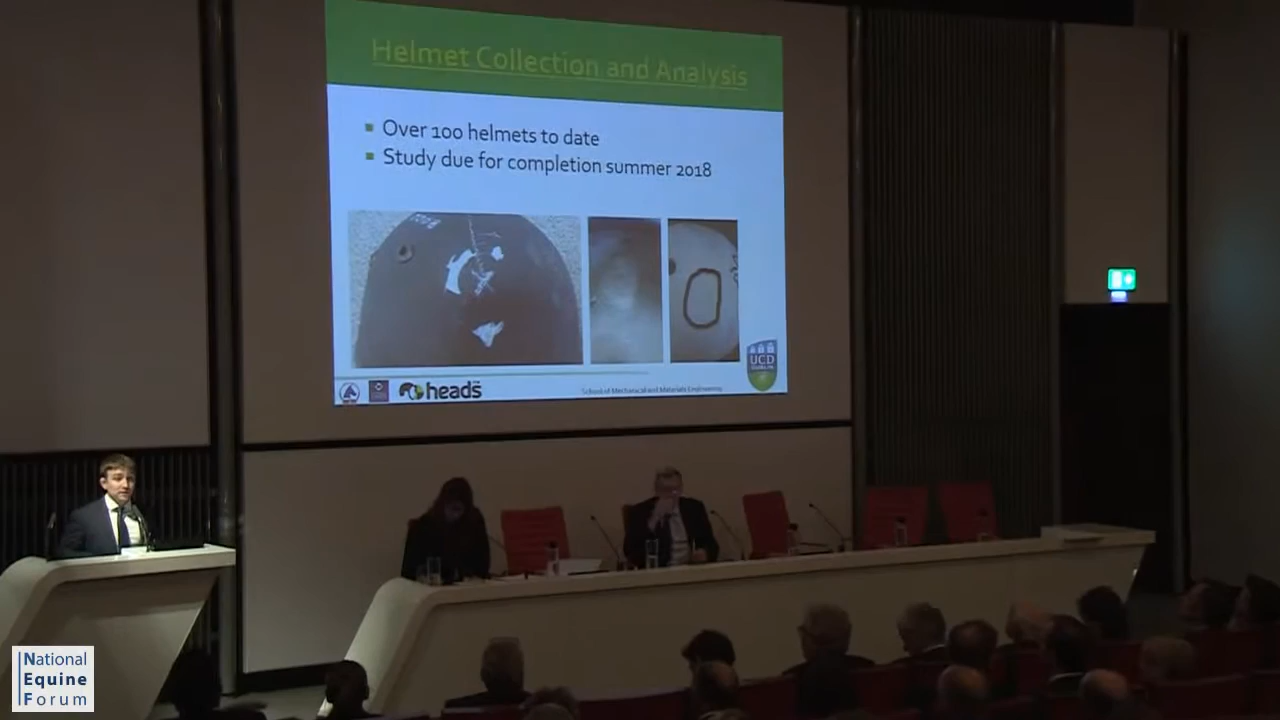 Helmet Collection and Analysis
Over 100 helmets to date
Study due for completion summer 2018
heads
School of Mechanical and Materials Engineering
UCD
National
Equine
Forum